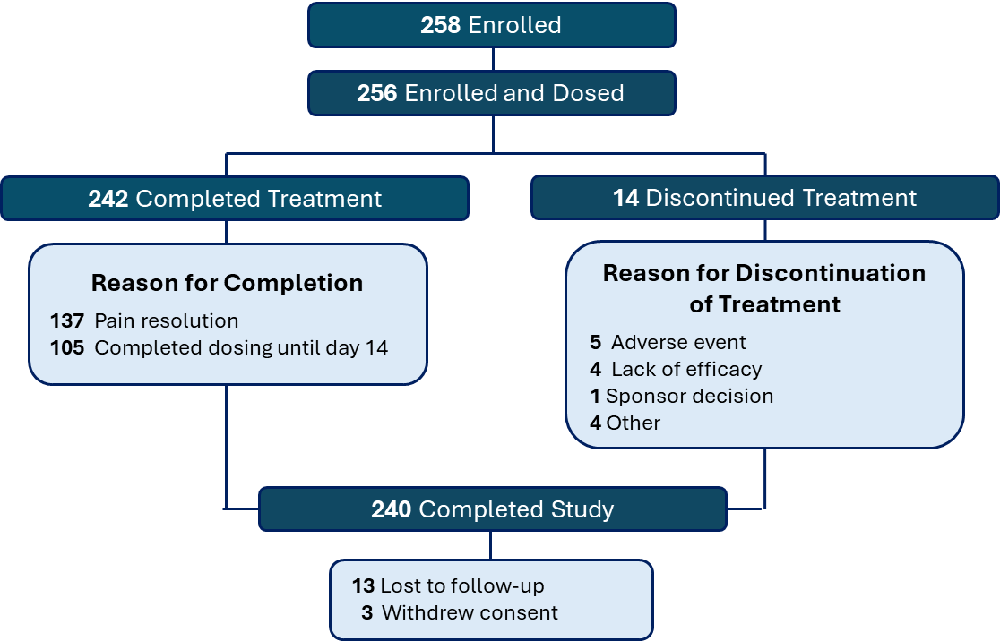 258 Enrolled
256 Enrolled and Dosed
242 Completed Treatment
14 Discontinued Treatment
Reason for Completion
137 Pain resolution
105 Completed dosing until day 14
Reason for Discontinuation
of Treatment
5 Adverse event
4 Lack of efficacy
1 Sponsor decision
4 Other
240 Completed Study
13 Lost to follow-up
3 Withdrew consent